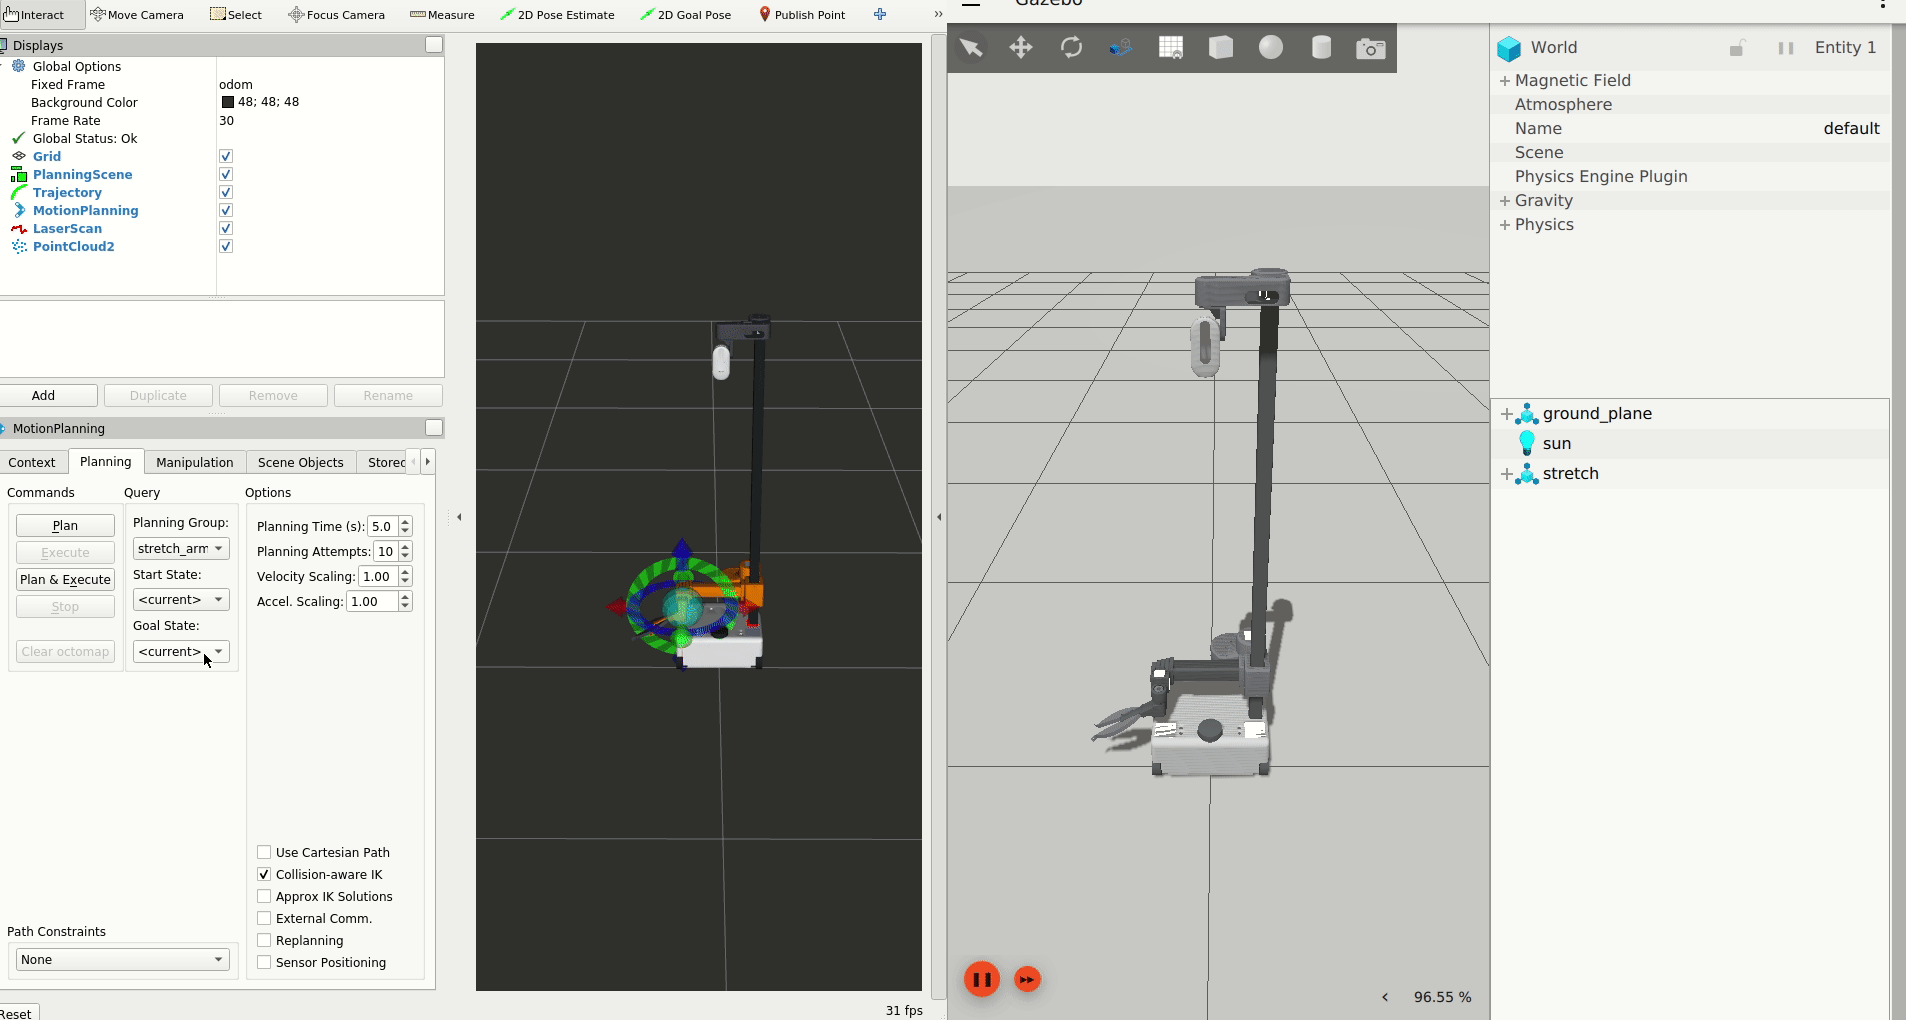 Interact Move Camera Select Focus Camera Measure 2D Pose Estimate 2D Goal Pose Publish Point »
Displays
Global Options
Fixed Frame odom
Background Color 48; 48; 48
Frame Rate 30
Global Status: Ok
Grid
PlanningScene
Trajectory
MotionPlanning
LaserScan
PointCloud2
Add Duplicate Remove Rename
MotionPlanning
Context Planning Manipulation Scene Objects Stored
Commands Query Options
Plan
Execute
Plan & Execute
Stop
Clear octomap
Planning Group:
stretch_arm
Start State:
<current>
Goal State:
<current>
Planning Time (s): 5.0
Planning Attempts: 10
Velocity Scaling: 1.00
Accel. Scaling: 1.00
Use Cartesian Path
Collision-aware IK
Approx IK Solutions
External Comm.
Replanning
Sensor Positioning
Path Constraints
None
Reset
31 fps
Gazebo
World Entity 1
Magnetic Field
Atmosphere
Name default
Scene
Physics Engine Plugin
Gravity
Physics
ground_plane
sun
stretch
< 96.55 %